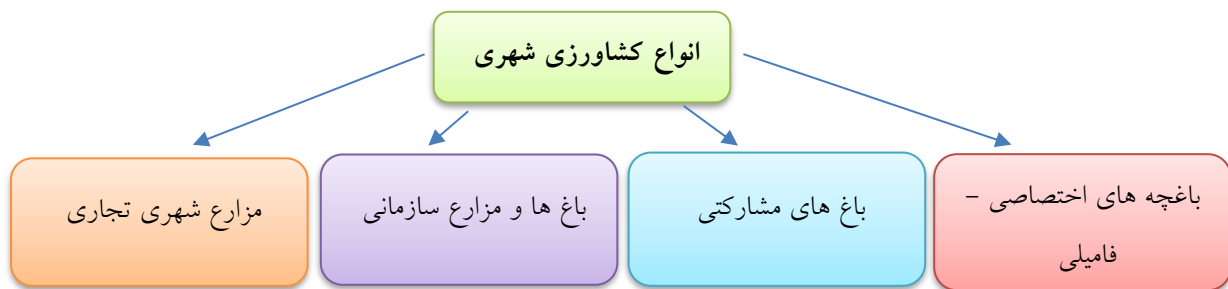 انواع کشاورزی شهری
باغچه های اختصاصی –
فامیلی
باغ های مشارکتی
باغ ها و مزارع سازمانی
مزارع شهری تجاری